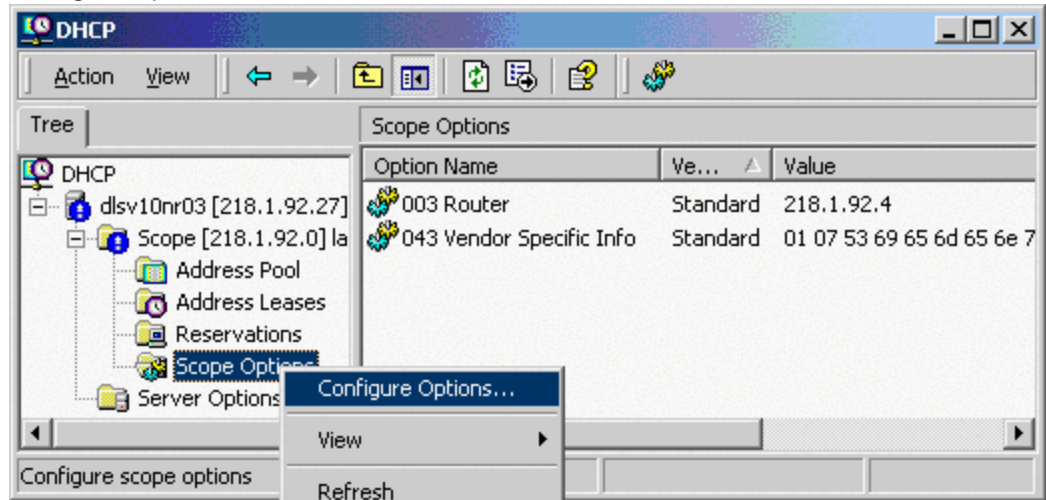 DHCP
Action View
Tree
Scope Options
DHCP
Option Name Ve... Value
dlsv10nr03 [218.1.92.27]
003 Router Standard 218.1.92.4
Scope [218.1.92.0] la
043 Vendor Specific Info Standard 01 07 53 69 65 6d 65 6e 7
Address Pool
Address Leases
Reservations
Scope Options
Server Options
Configure Options...
View
Refresh
Configure scope options